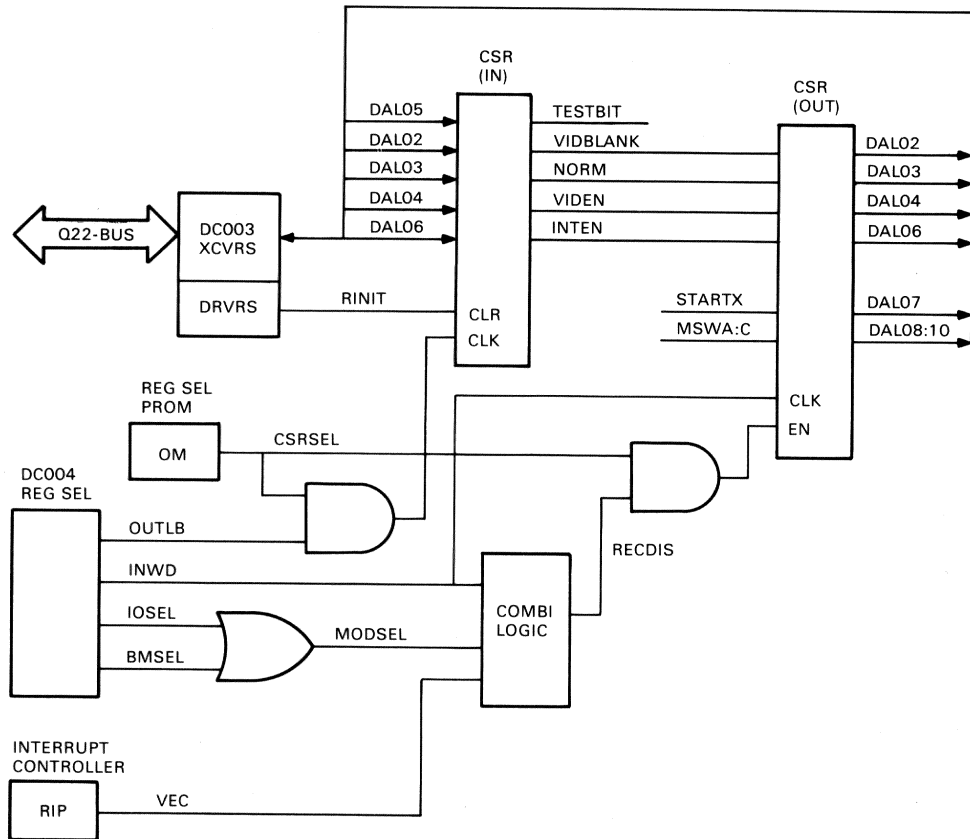 CSR
(IN)
CSR
(OUT)
DAL05
DAL02
DAL03
DAL04
DAL06
TESTBIT
VIDBLANK
NORM
VIDEN
INTEN
DAL02
DAL03
DAL04
DAL06
Q22-BUS
DC003
XCVRS
DRVRS
RINIT
CLR
CLK
STARTX
MSWA:C
DAL07
DAL08:10
CLK
EN
REG SEL
PROM
OM
CSRSEL
DC004
REG SEL
OUTLB
INWD
IOSEL
BMSEL
MODSEL
COMBI
LOGIC
RECDIS
INTERRUPT
CONTROLLER
RIP
VEC